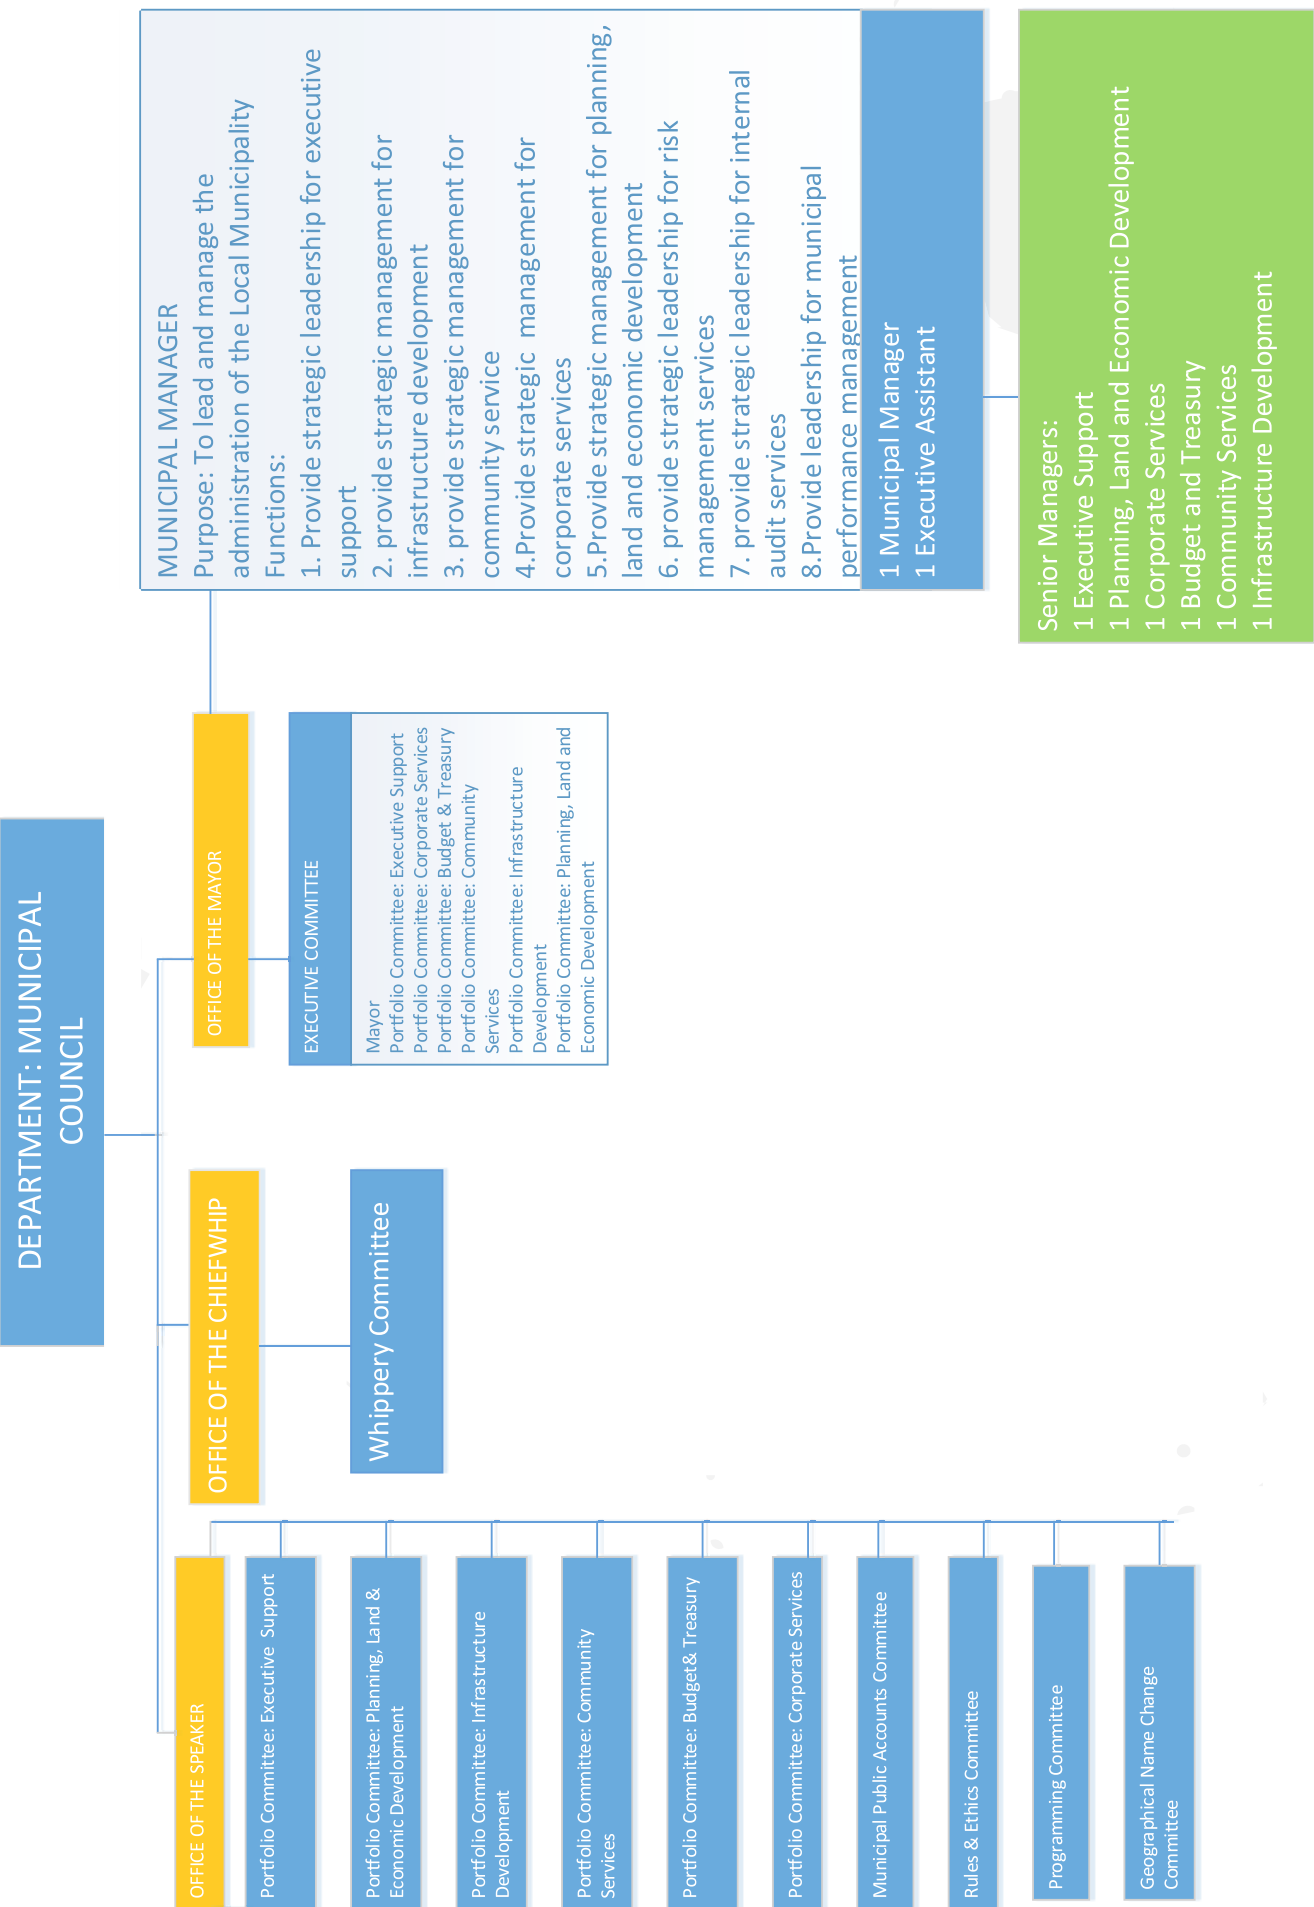 DEPARTMENT: MUNICIPAL
COUNCIL
OFFICE OF THE SPEAKER
Portfolio Committee: Executive Support
Portfolio Committee: Planning, Land &
Economic Development
Portfolio Committee: Infrastructure
Development
Portfolio Committee: Community
Services
Portfolio Committee: Budget& Treasury
Portfolio Committee: Corporate Services
Municipal Public Accounts Committee
Rules & Ethics Committee
Programming Committee
Geographical Name Change
Committee
OFFICE OF THE CHIEFWHIP
Whippery Committee
OFFICE OF THE MAYOR
EXECUTIVE COMMITTEE
Mayor
Portfolio Committee: Executive Support
Portfolio Committee: Corporate Services
Portfolio Committee: Budget & Treasury
Portfolio Committee: Community
Services
Portfolio Committee: Infrastructure
Development
Portfolio Committee: Planning, Land and
Economic Development
MUNICIPAL MANAGER
Purpose: To lead and manage the
administration of the Local Municipality
Functions:
1. Provide strategic leadership for executive
support
2. provide strategic management for
infrastructure development
3. provide strategic management for
community service
4.Provide strategic management for
corporate services
5.Provide strategic management for planning,
land and economic development
6. provide strategic leadership for risk
management services
7. provide strategic leadership for internal
audit services
8.Provide leadership for municipal
performance management
1 Municipal Manager
1 Executive Assistant
Senior Managers:
1 Executive Support
1 Planning, Land and Economic Development
1 Corporate Services
1 Budget and Treasury
1 Community Services
1 Infrastructure Development